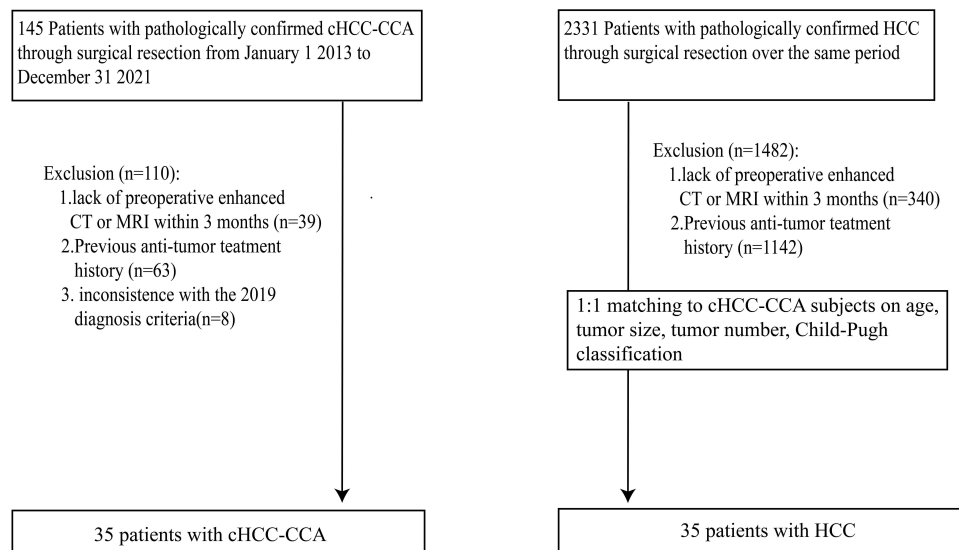 145 Patients with pathologically confirmed cHCC-CCA
through surgical resection from January 1 2013 to
December 31 2021
Exclusion (n=110):
1.lack of preoperative enhanced
CT or MRI within 3 months (n=39)
2.Previous anti-tumor teatment
history (n=63)
3. inconsistence with the 2019
diagnosis criteria(n=8)
35 patients with cHCC-CCA
2331 Patients with pathologically confirmed HCC
through surgical resection over the same period
Exclusion (n=1482):
1.lack of preoperative enhanced
CT or MRI within 3 months (n=340)
2.Previous anti-tumor teatment
history (n=1142)
1:1 matching to cHCC-CCA subjects on age,
tumor size, tumor number, Child-Pugh
classification
35 patients with HCC